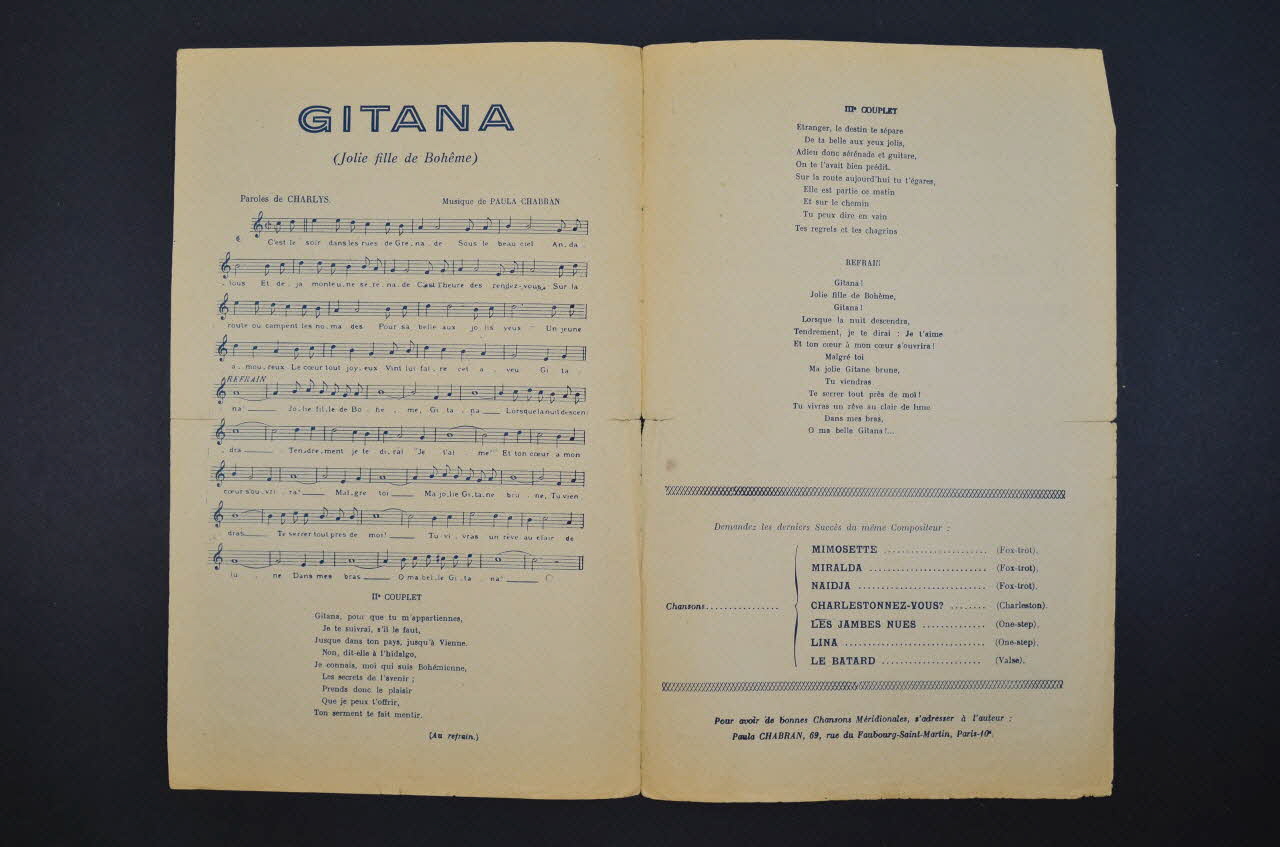 GITANA
(Jolie fille de Bohême)
Paroles de CHARLYS.
Musique de PAULA CHABRAN
C'est le soir dans les rues de Gre. na. de Sous le beau ciel An. da.
. lous Et de. ja monte u. ne se. re. na. de C'est l'heure des rendez-vous. Sur la
route ou campent les no. ma. des Pour sa belle aux jo. lis yeux Un jeune
a. mou. reux Le cœur tout joy. eux Vint lui fai. re cet a. veu Gi ta.
REFRAIN
na! Jo. lie fil. le de Bo. he. me, Gi ta. na Lorsque la nuit descen.
dra Ten. dre. ment je te di. rai "Je t'ai. me" Et ton cœur a mon
cœur s'ou. vri. ra! Mal. gre toi Ma jo. lie Gi. ta. ne bru. ne, Tu vien
dras Te serrer tout pres de moi! Tu vi. vras un rêve au clair de
lu. ne Dans mes bras O ma bel. le Gi. ta. na!
IIe COUPLET
Gitana, pour que tu m'appartiennes,
Je te suivrai, s'il le faut,
Jusque dans ton pays, jusqu'à Vienne.
Non, dit-elle à l'hidalgo,
Je connais, moi qui suis Bohémienne,
Les secrets de l'avenir ;
Prends donc le plaisir
Que je peux t'offrir,
Ton serment te fait mentir.
(Au refrain.)
IIIe COUPLET
Etranger, le destin te sépare
De ta belle aux yeux jolis,
Adieu donc sérénade et guitare,
On te l'avait bien prédit.
Sur la route aujourd'hui tu t'égares,
Elle est partie ce matin
Et sur le chemin
Tu peux dire en vain
Tes regrets et tes chagrins
REFRAIN
Gitana !
Jolie fille de Bohême,
Gitana !
Lorsque la nuit descendra,
Tendrement, je te dirai : Je t'aime
Et ton cœur à mon cœur s'ouvrira !
Malgré toi
Ma jolie Gitane brune,
Tu viendras
Te serrer tout près de moi !
Tu vivras un rêve au clair de lune
Dans mes bras,
O ma belle Gitana !...
Demandez les derniers Succès du même Compositeur :
Chansons................
MIMOSETTE ...................... (Fox-trot).
MIRALDA ......................... (Fox-trot).
NAIDJA ........................... (Fox-trot).
CHARLESTONNEZ-VOUS? ........ (Charleston).
LES JAMBES NUES .............. (One-step).
LINA .............................. (One-step).
LE BATARD ...................... (Valse).
Pour avoir de bonnes Chansons Méridionales, s'adresser à l'auteur :
Paula CHABRAN, 69, rue du Faubourg-Saint-Martin, Paris-10e.